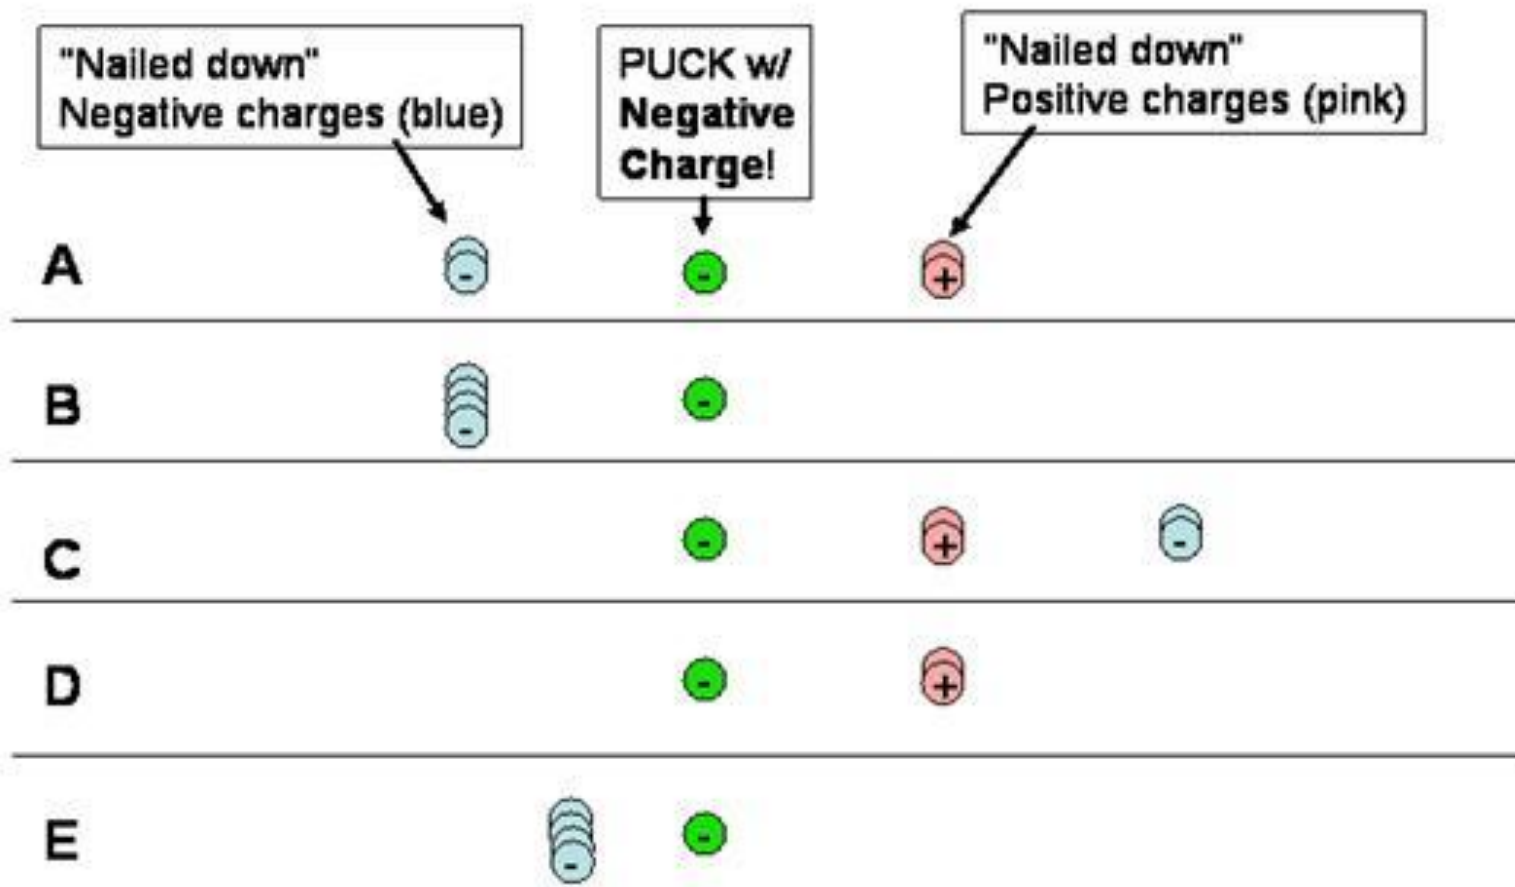 "Nailed down"
Negative charges (blue)
PUCK w/
Negative
Charge!
"Nailed down"
Positive charges (pink)
A
-
-
+
B
-
-
C
-
+
-
D
-
+
E
-
-